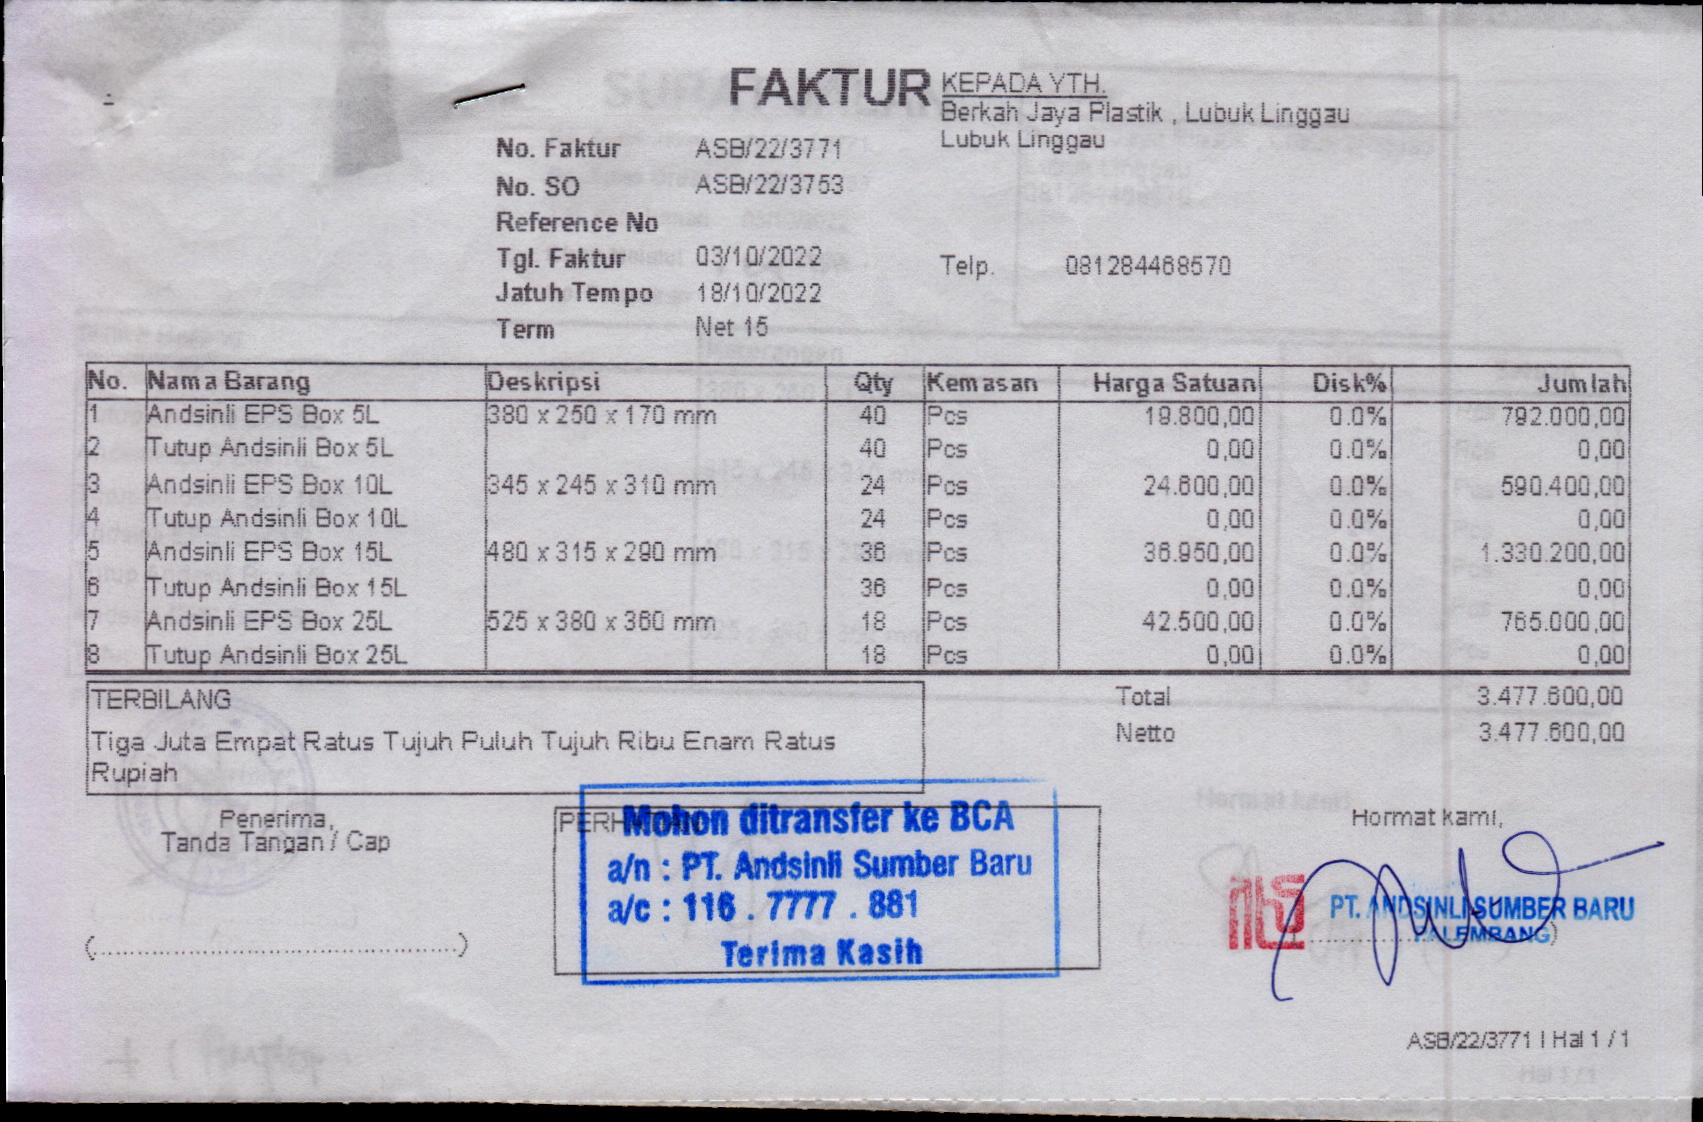 FAKTUR
KEPADA YTH.
Berkah Jaya Plastik , Lubuk Linggau
Lubuk Linggau
No. Faktur ASB/22/3771
No. SO ASB/22/3753
Reference No
Tgl. Faktur 03/10/2022
Telp. 081284468570
Jatuh Tempo 18/10/2022
Term Net 15
No. Nama Barang Deskripsi Qty Kemasan Harga Satuan Disk% Jumlah
1 Andsinli EPS Box 5L 380 x 250 x 170 mm 40 Pcs 19.800,00 0.0% 792.000,00
2 Tutup Andsinli Box 5L 40 Pcs 0,00 0.0% 0,00
3 Andsinli EPS Box 10L 345 x 245 x 310 mm 24 Pcs 24.600,00 0.0% 590.400,00
4 Tutup Andsinli Box 10L 24 Pcs 0,00 0.0% 0,00
5 Andsinli EPS Box 15L 480 x 315 x 290 mm 36 Pcs 36.950,00 0.0% 1.330.200,00
6 Tutup Andsinli Box 15L 36 Pcs 0,00 0.0% 0,00
7 Andsinli EPS Box 25L 525 x 380 x 360 mm 18 Pcs 42.500,00 0.0% 765.000,00
8 Tutup Andsinli Box 25L 18 Pcs 0,00 0.0% 0,00
TERBILANG
Tiga Juta Empat Ratus Tujuh Puluh Tujuh Ribu Enam Ratus
Rupiah
Total 3.477.600,00
Netto 3.477.600,00
Penerima,
Tanda Tangan / Cap
(..............................................)
Mohon ditransfer ke BCA
a/n : PT. Andsinli Sumber Baru
a/c : 116 . 7777 . 881
Terima Kasih
Hormat kami,
PT. ANDSINLI SUMBER BARU
PALEMBANG
ASB/22/3771 | Hal 1 / 1